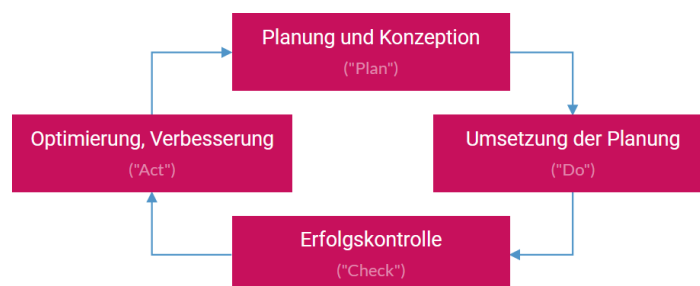 Planung und Konzeption
("Plan")
Optimierung, Verbesserung
("Act")
Umsetzung der Planung
("Do")
Erfolgskontrolle
("Check")